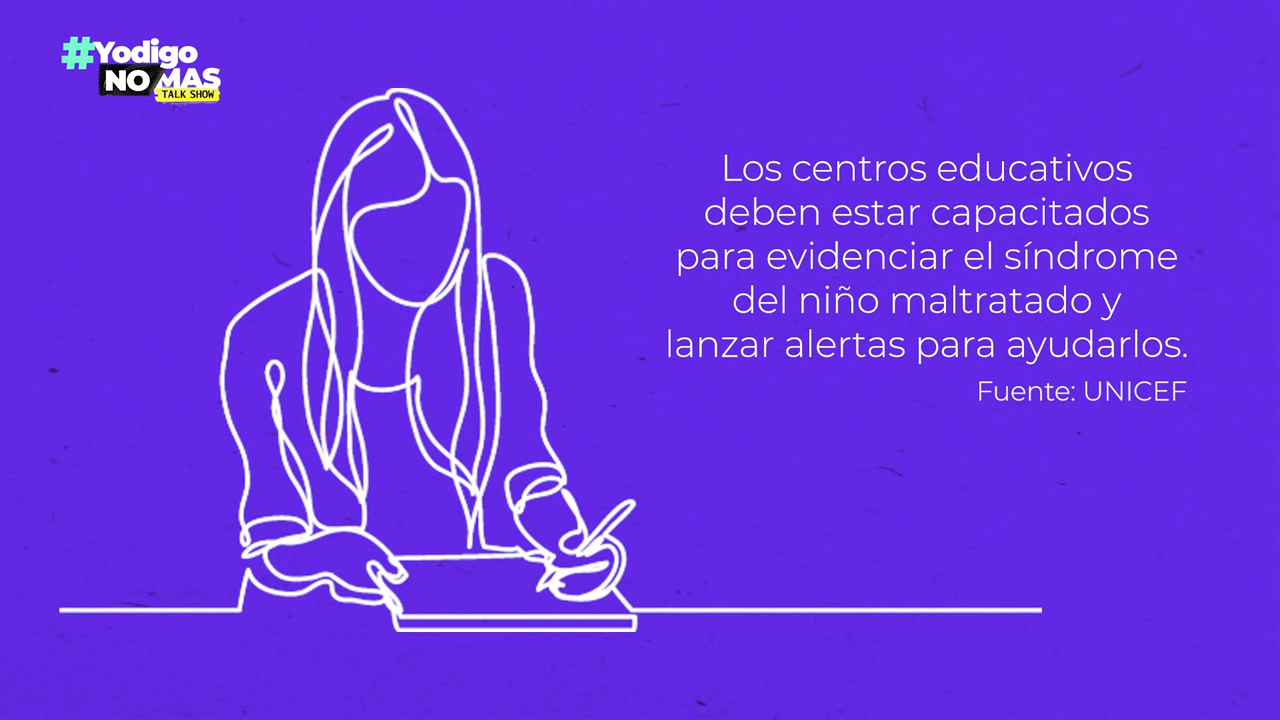 #Yodigo
NO MAS
TALK SHOW
Los centros educativos
deben estar capacitados
para evidenciar el síndrome
del niño maltratado y
lanzar alertas para ayudarlos.
Fuente: UNICEF